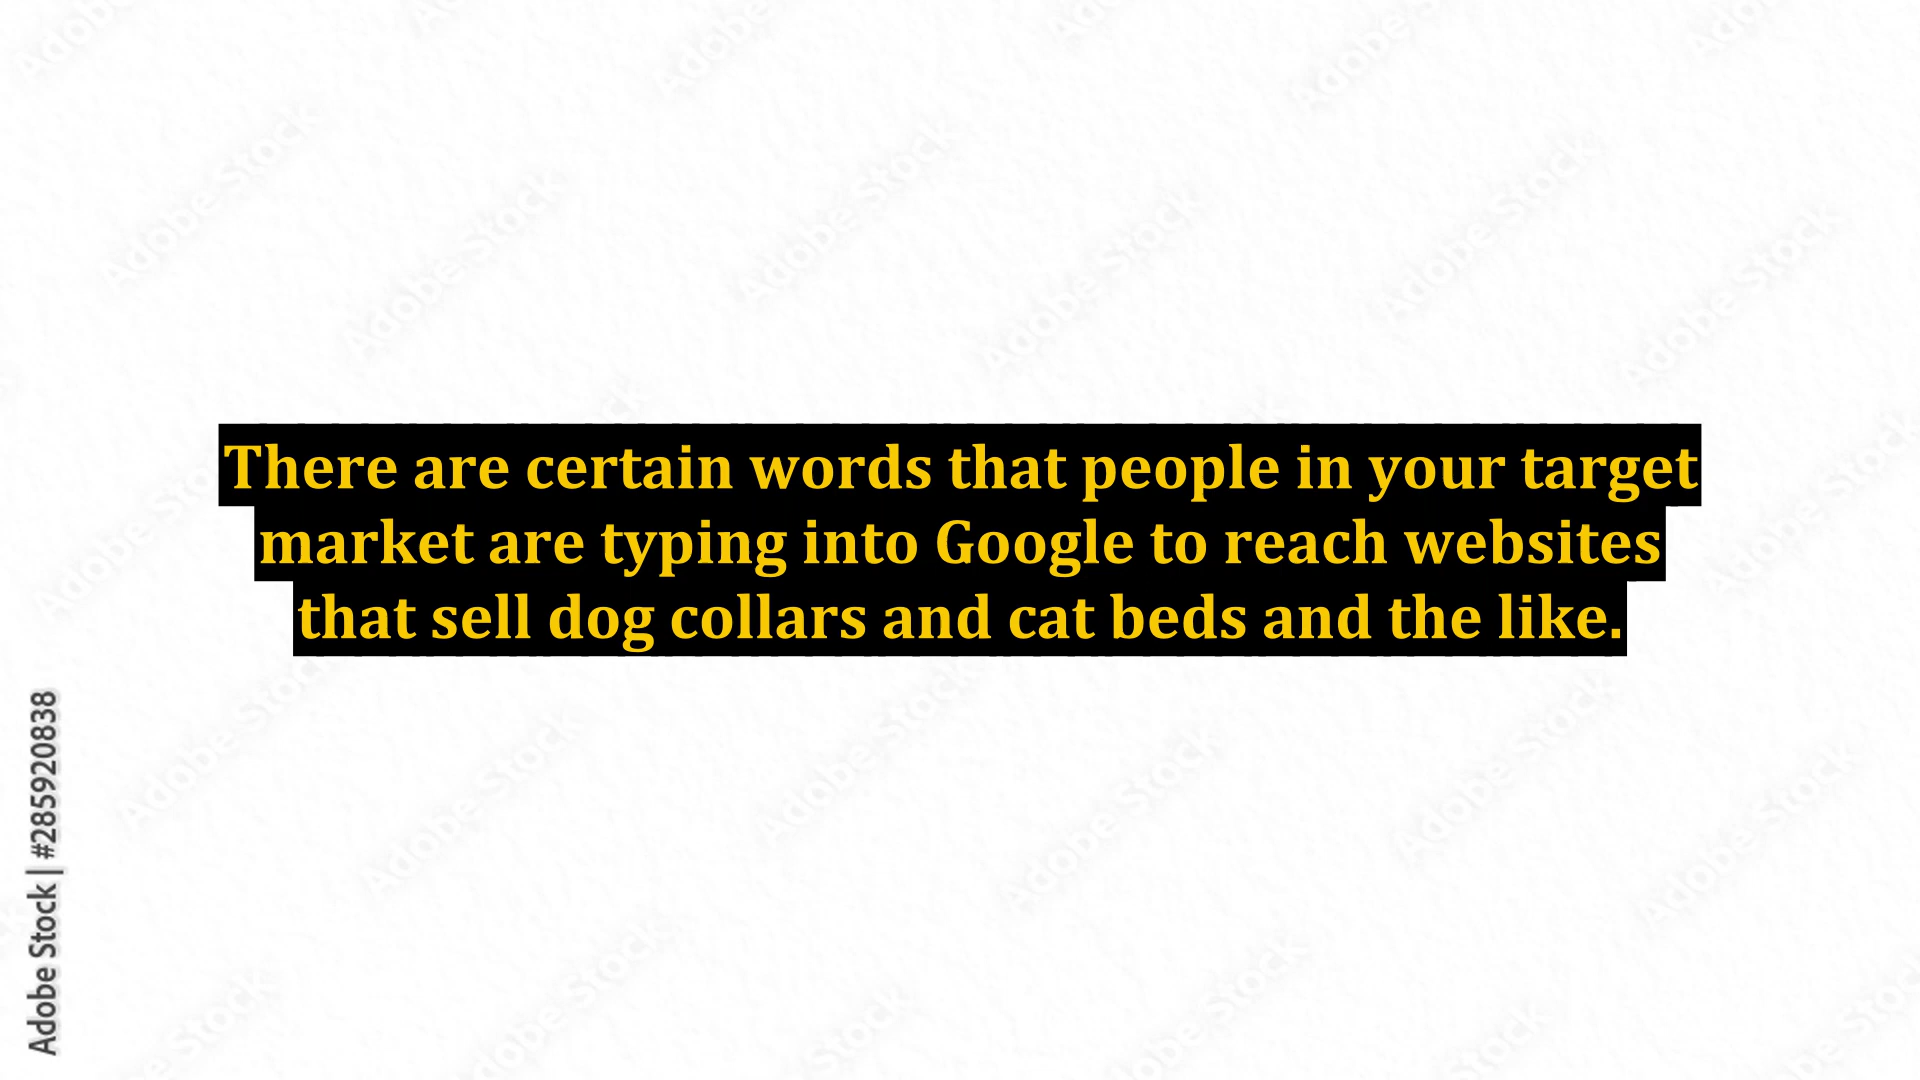 There are certain words that people in your target
market are typing into Google to reach websites
that sell dog collars and cat beds and the like.
Adobe Stock | #285920838